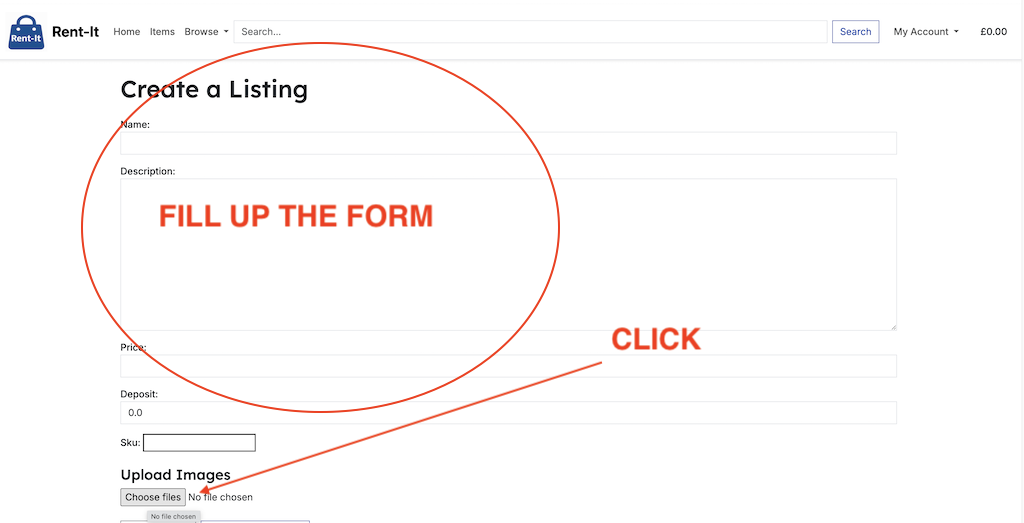 Rent-It Rent-It Home Items Browse Search... Search My Account £0.00
Create a Listing
Name:
Description:
FILL UP THE FORM
CLICK
Price:
Deposit:
0.0
Sku:
Upload Images
Choose files No file chosen
No file chosen